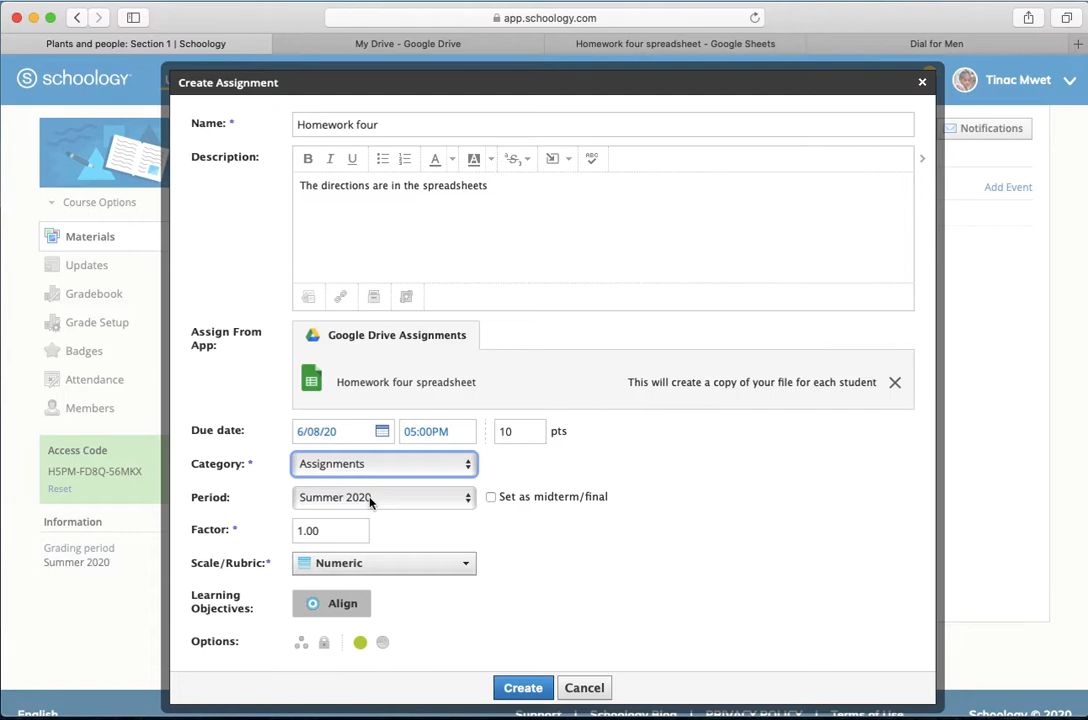 app.schoology.com
Plants and people: Section 1 | Schoology
My Drive - Google Drive
Homework four spreadsheet - Google Sheets
Dial for Men
schoology
Tinac Mwet
Create Assignment
Notifications
Add Event
Course Options
Materials
Updates
Gradebook
Grade Setup
Badges
Attendance
Members
Access Code
H5PM-FD8Q-56MKX
Reset
Information
Grading period
Summer 2020
Name: *
Homework four
Description:
B I U A A S ABC
The directions are in the spreadsheets
Assign From
App:
Google Drive Assignments
Homework four spreadsheet
This will create a copy of your file for each student
Due date:
6/08/20
05:00PM
10
pts
Category: *
Assignments
Period:
Summer 2020
Set as midterm/final
Factor: *
1.00
Scale/Rubric:*
Numeric
Learning
Objectives:
Align
Options:
Create
Cancel
English
Support
Schoology Blog
PRIVACY POLICY
Terms of Use
Schoology © 2020